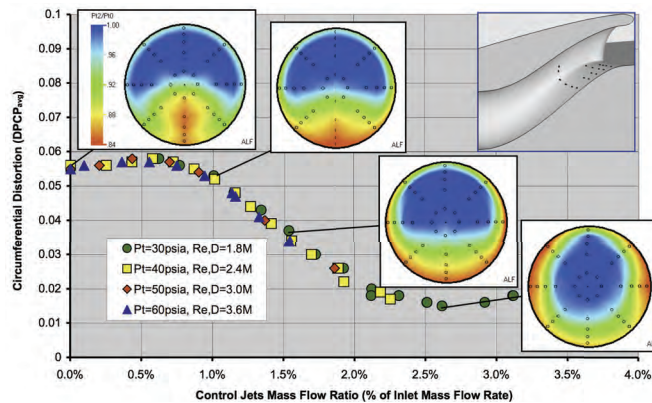 Pt2/Pt0
1.00
.96
.92
.88
.84
ALF
ALF
ALF
ALF
0.1
0.09
0.08
0.07
0.06
0.05
0.04
0.03
0.02
0.01
0
Circumferential Distortion (DPCPavg)
Pt=30psia, Re,D=1.8M
Pt=40psia, Re,D=2.4M
Pt=50psia, Re,D=3.0M
Pt=60psia, Re,D=3.6M
0.0%
0.5%
1.0%
1.5%
2.0%
2.5%
3.0%
3.5%
4.0%
Control Jets Mass Flow Ratio (% of Inlet Mass Flow Rate)